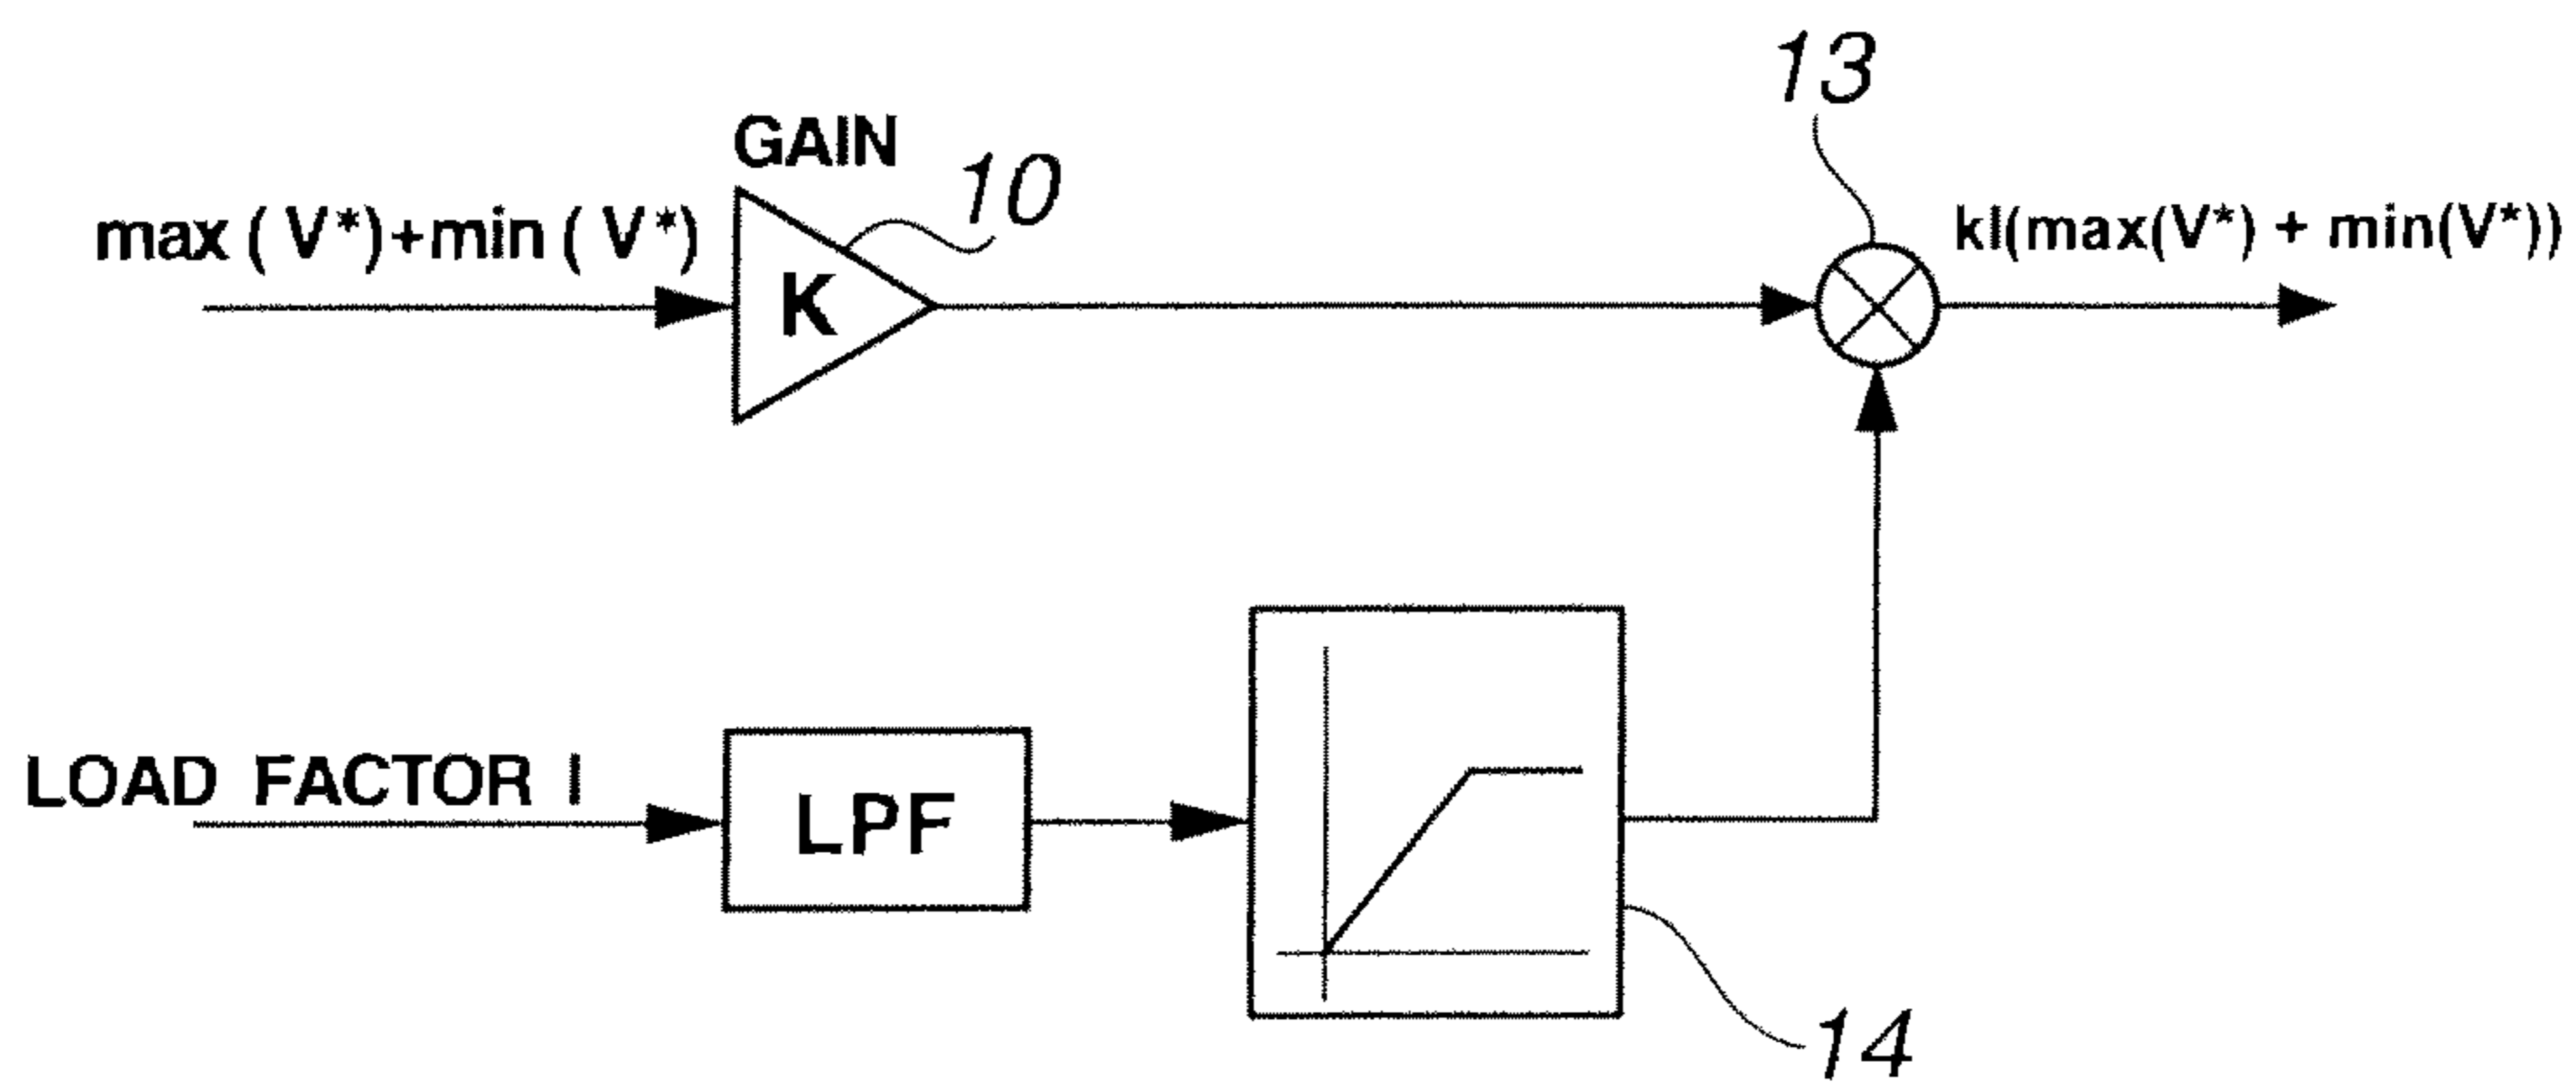 13
GAIN
10
max ( V*)+min ( V*)
kl(max(V*) + min(V*))
K
LOAD FACTOR l
LPF
14